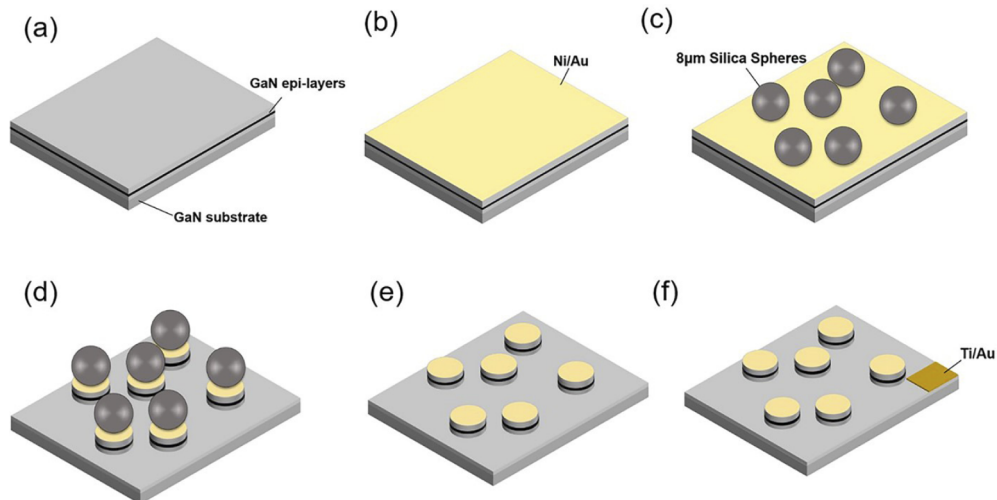 (a)
GaN epi-layers
GaN substrate
(b)
Ni/Au
(c)
8μm Silica Spheres
(d)
(e)
(f)
Ti/Au